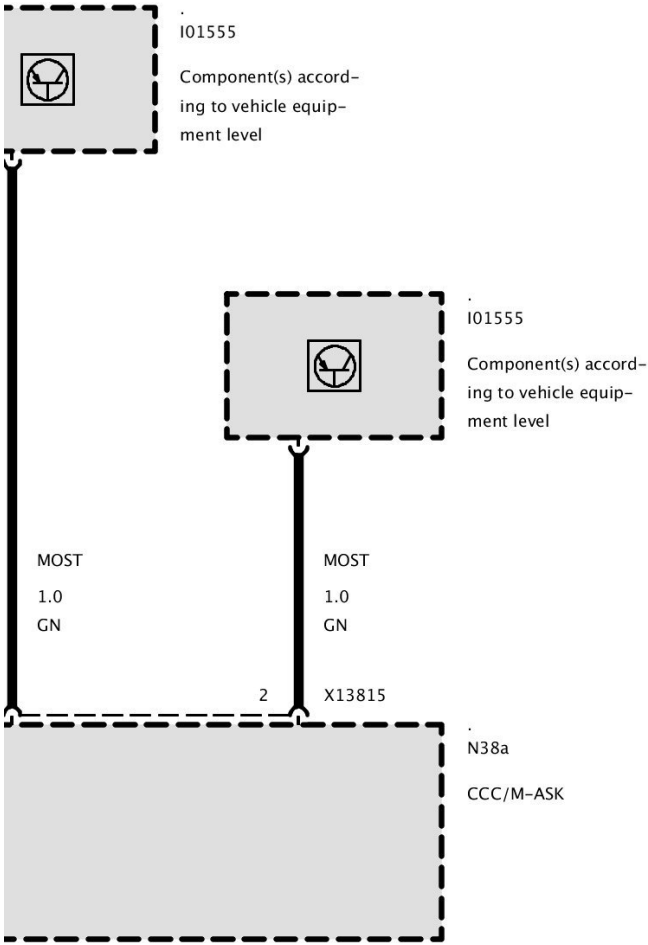 .
I01555
Component(s) accord-
ing to vehicle equip-
ment level
.
I01555
Component(s) accord-
ing to vehicle equip-
ment level
MOST MOST
1.0 1.0
GN GN
2 X13815
.
N38a
CCC/M-ASK